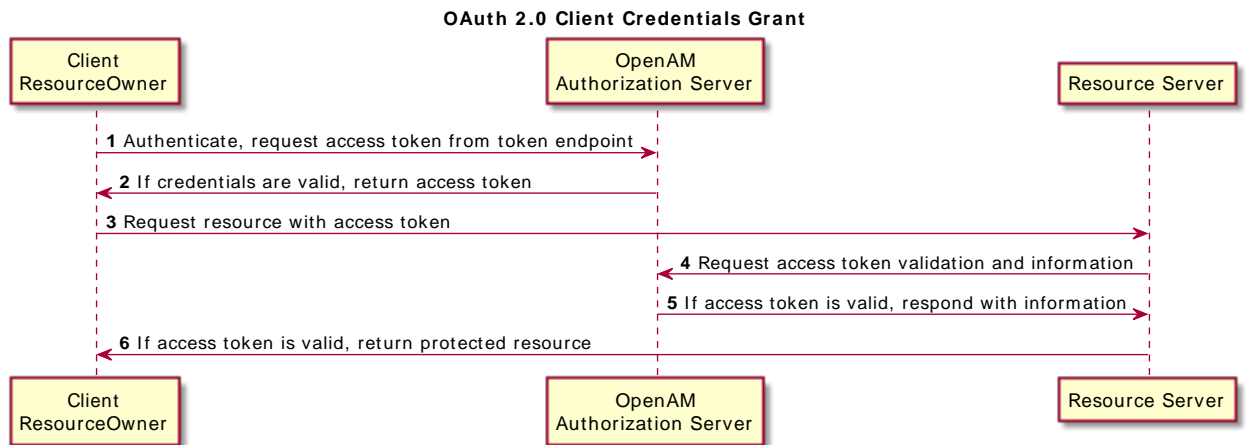 OAuth 2.0 Client Credentials Grant
Client
ResourceOwner
OpenAM
Authorization Server
Resource Server
1 Authenticate, request access token from token endpoint
2 If credentials are valid, return access token
3 Request resource with access token
4 Request access token validation and information
5 If access token is valid, respond with information
6 If access token is valid, return protected resource
Client
ResourceOwner
OpenAM
Authorization Server
Resource Server